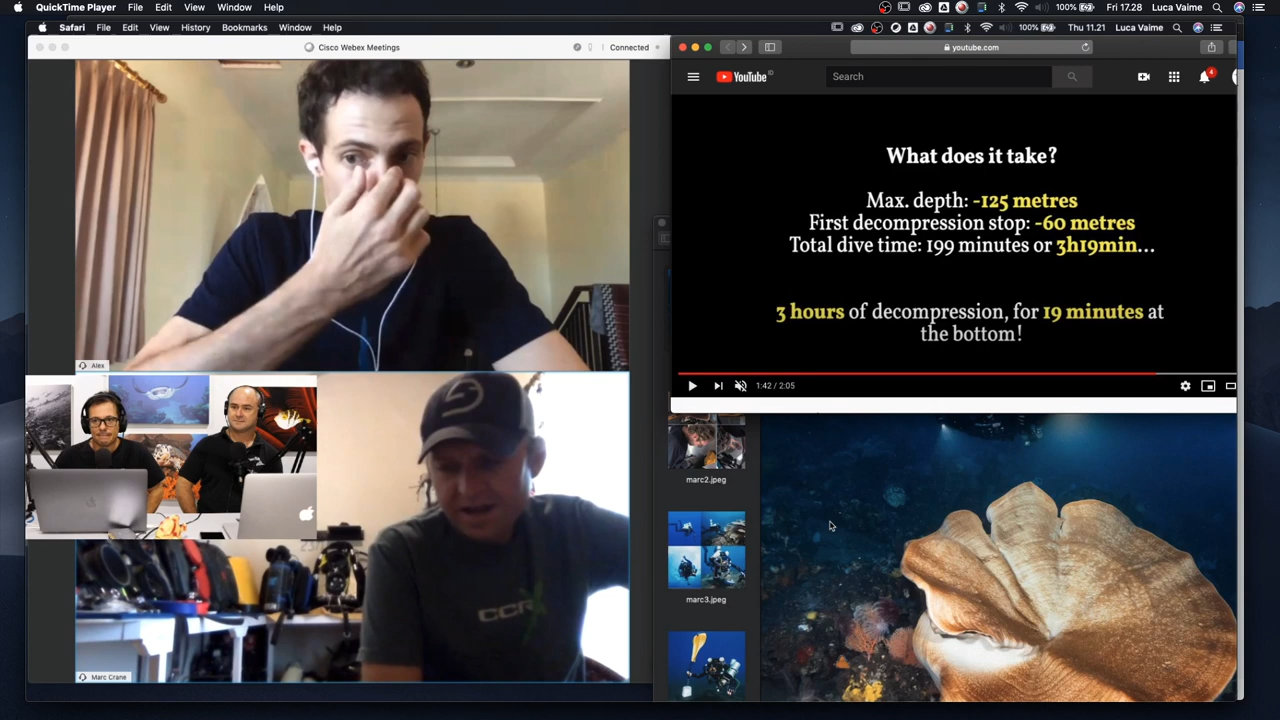 QuickTime Player File Edit View Window Help 100% Fri 17.28 Luca Vaime
Safari File Edit View History Bookmarks Window Help 100% Thu 11.21 Luca Vaime
Cisco Webex Meetings Connected
youtube.com
YouTube ID Search 4
What does it take?
Max. depth: -125 metres
First decompression stop: -60 metres
Total dive time: 199 minutes or 3h19min...
3 hours of decompression, for 19 minutes at
the bottom!
Alex
1:42 / 2:05
marc2.jpeg
marc3.jpeg
CCR
Marc Crane